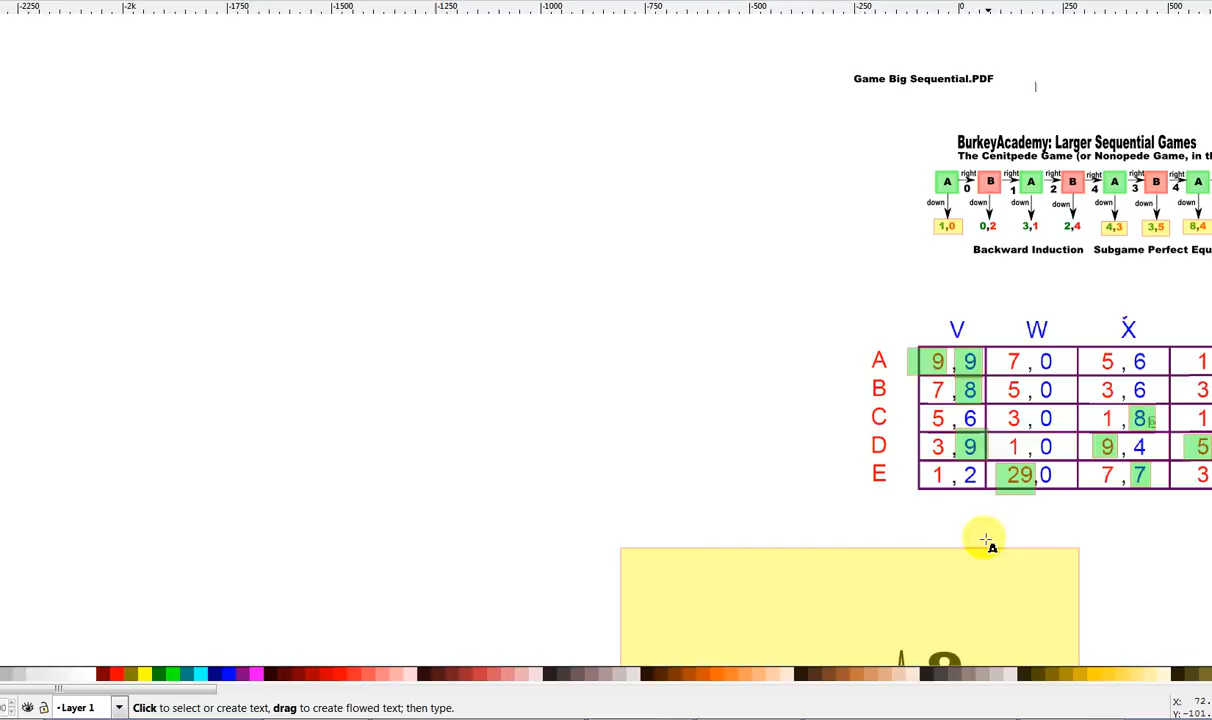 -2250 -2k -1750 -1500 -1250 -1000 -750 -500 -250 0 250 500
Game Big Sequential.PDF
BurkeyAcademy: Larger Sequential Games
The Cenitpede Game (or Nonopede Game, in th
right right right right right right
A B A B A B A
0 1 2 4 3 4
down down down down down down down
1,0 0,2 3,1 2,4 4,3 3,5 8,4
Backward Induction Subgame Perfect Equ
V W X
A 9 , 9 7 , 0 5 , 6 1
B 7 , 8 5 , 0 3 , 6 3
C 5 , 6 3 , 0 1 , 8 1
D 3 , 9 1 , 0 9 , 4 5
E 1 , 2 29,0 7 , 7 3
A
Layer 1
Click to select or create text, drag to create flowed text; then type.
X: 72.
Y: -101.